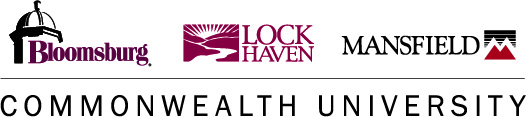 Bloomsburg
LOCK
HAVEN
MANSFIELD
COMMONWEALTH UNIVERSITY